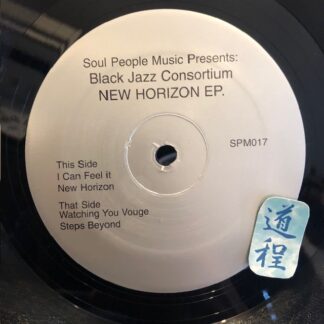 Soul People Music Presents:
Black Jazz Consortium
NEW HORIZON EP.
SPM017
This Side
I Can Feel it
New Horizon
That Side
Watching You Vouge
Steps Beyond
道程